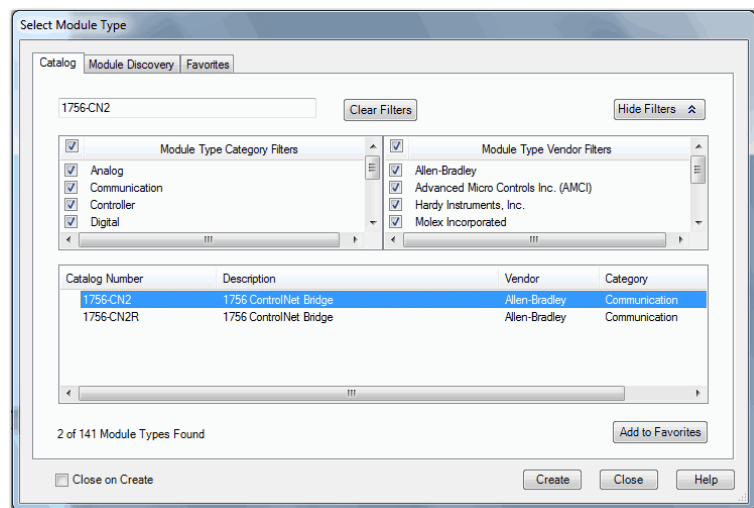 Select Module Type
Catalog Module Discovery Favorites
1756-CN2 Clear Filters Hide Filters
Module Type Category Filters Module Type Vendor Filters
Analog Allen-Bradley
Communication Advanced Micro Controls Inc. (AMCI)
Controller Hardy Instruments, Inc.
Digital Molex Incorporated
Catalog Number Description Vendor Category
1756-CN2 1756 ControlNet Bridge Allen-Bradley Communication
1756-CN2R 1756 ControlNet Bridge Allen-Bradley Communication
2 of 141 Module Types Found Add to Favorites
Close on Create Create Close Help